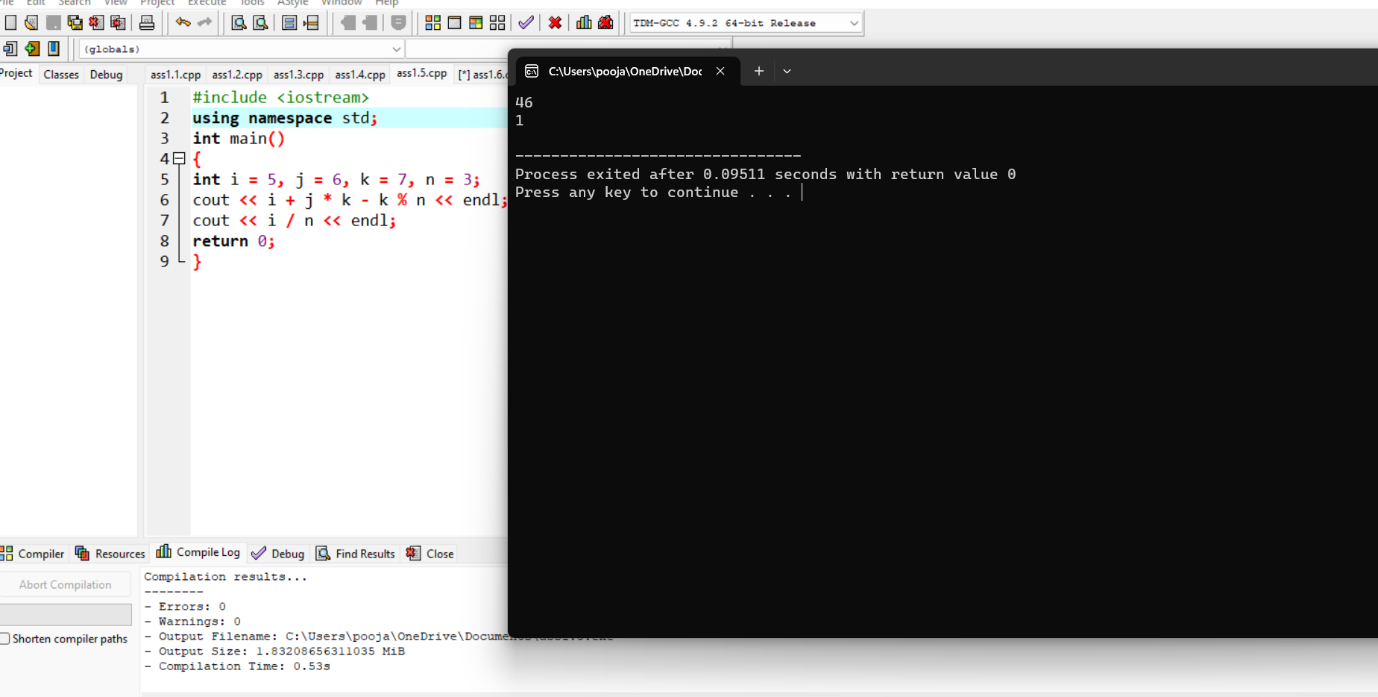 File Edit Search View Project Execute Tools AStyle Window Help
TDM-GCC 4.9.2 64-bit Release
(globals)
Project Classes Debug
ass1.1.cpp ass1.2.cpp ass1.3.cpp ass1.4.cpp ass1.5.cpp [*] ass1.6.c
1 #include <iostream>
2 using namespace std;
3 int main()
4 {
5 int i = 5, j = 6, k = 7, n = 3;
6 cout << i + j * k - k % n << endl;
7 cout << i / n << endl;
8 return 0;
9 }
C:\Users\pooja\OneDrive\Doc
46
1
--------------------------------
Process exited after 0.09511 seconds with return value 0
Press any key to continue . . .
Compiler Resources Compile Log Debug Find Results Close
Abort Compilation
Shorten compiler paths
Compilation results...
--------
- Errors: 0
- Warnings: 0
- Output Filename: C:\Users\pooja\OneDrive\Docume
- Output Size: 1.83208656311035 MiB
- Compilation Time: 0.53s